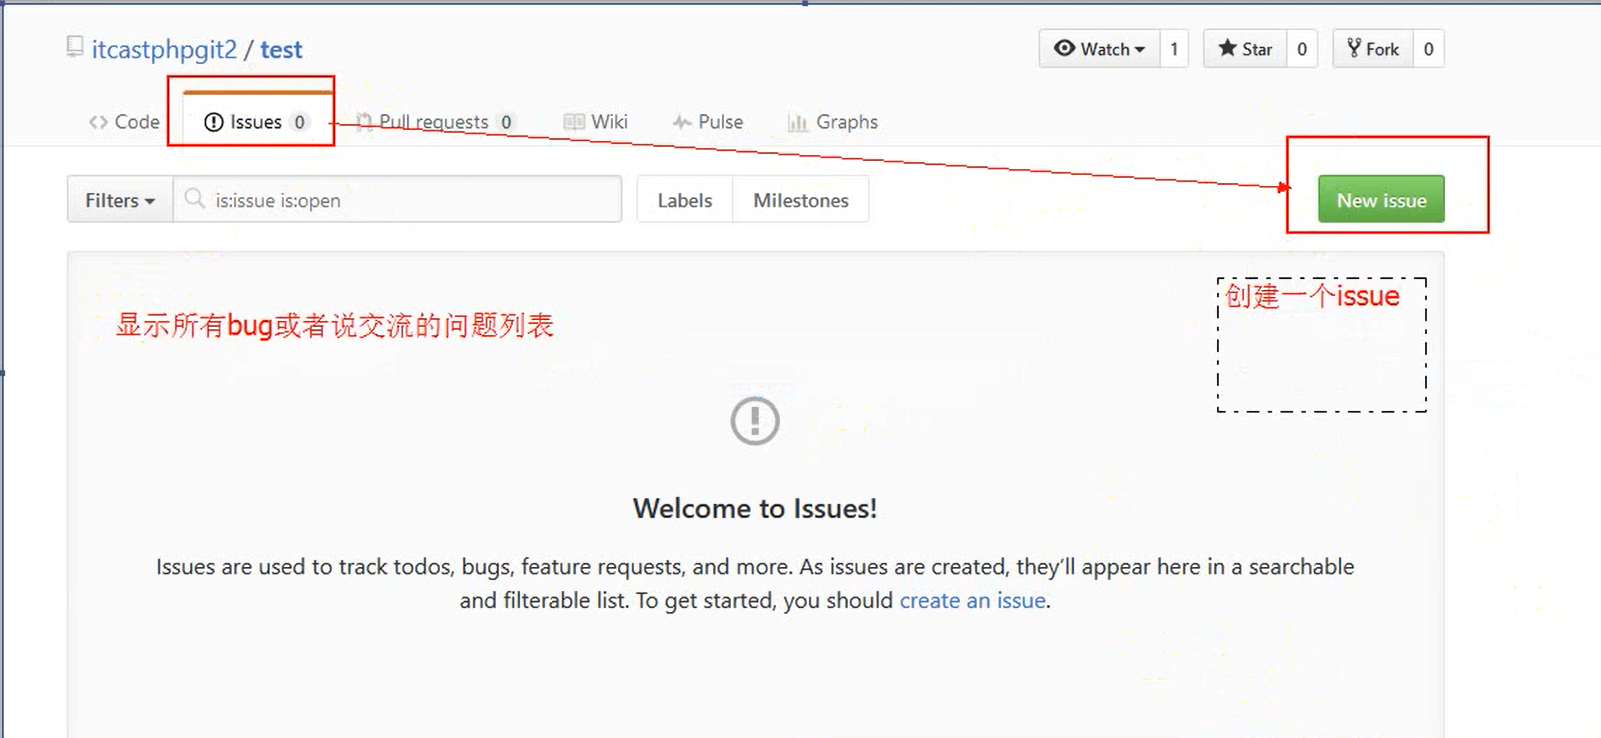 itcastphpgit2 / test
Watch 1 Star 0 Fork 0
Code Issues 0 Pull requests 0 Wiki Pulse Graphs
Filters is:issue is:open Labels Milestones New issue
创建一个issue
显示所有bug或者说交流的问题列表
Welcome to Issues!
Issues are used to track todos, bugs, feature requests, and more. As issues are created, they'll appear here in a searchable
and filterable list. To get started, you should create an issue.